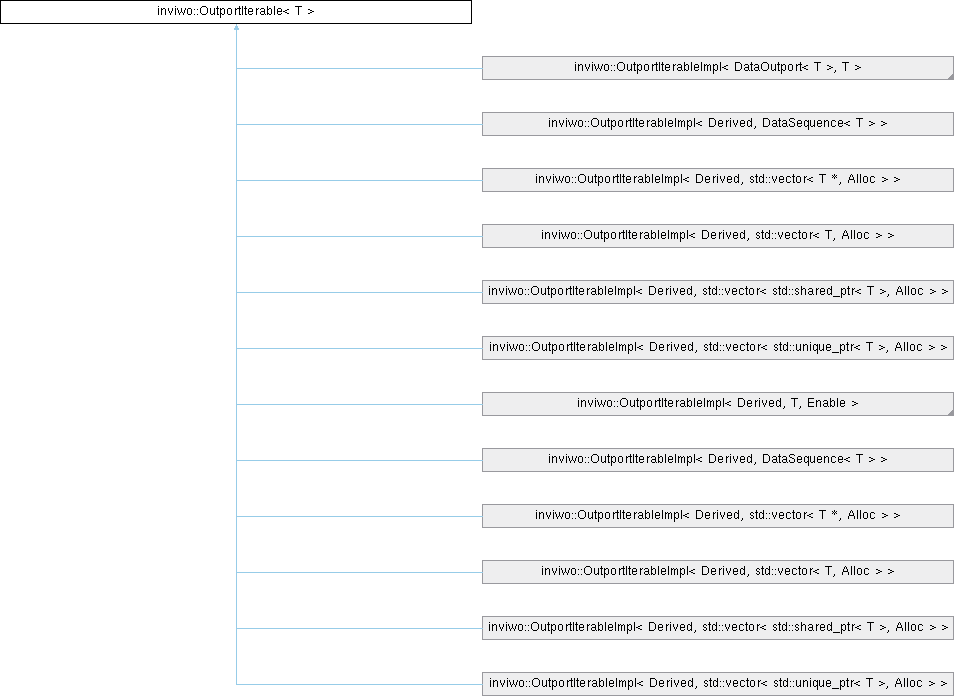 inviwo::OutportIterable< T >
inviwo::OutportIterableImpl< DataOutport< T >, T >
inviwo::OutportIterableImpl< Derived, DataSequence< T > >
inviwo::OutportIterableImpl< Derived, std::vector< T *, Alloc > >
inviwo::OutportIterableImpl< Derived, std::vector< T, Alloc > >
inviwo::OutportIterableImpl< Derived, std::vector< std::shared_ptr< T >, Alloc > >
inviwo::OutportIterableImpl< Derived, std::vector< std::unique_ptr< T >, Alloc > >
inviwo::OutportIterableImpl< Derived, T, Enable >
inviwo::OutportIterableImpl< Derived, DataSequence< T > >
inviwo::OutportIterableImpl< Derived, std::vector< T *, Alloc > >
inviwo::OutportIterableImpl< Derived, std::vector< T, Alloc > >
inviwo::OutportIterableImpl< Derived, std::vector< std::shared_ptr< T >, Alloc > >
inviwo::OutportIterableImpl< Derived, std::vector< std::unique_ptr< T >, Alloc > >